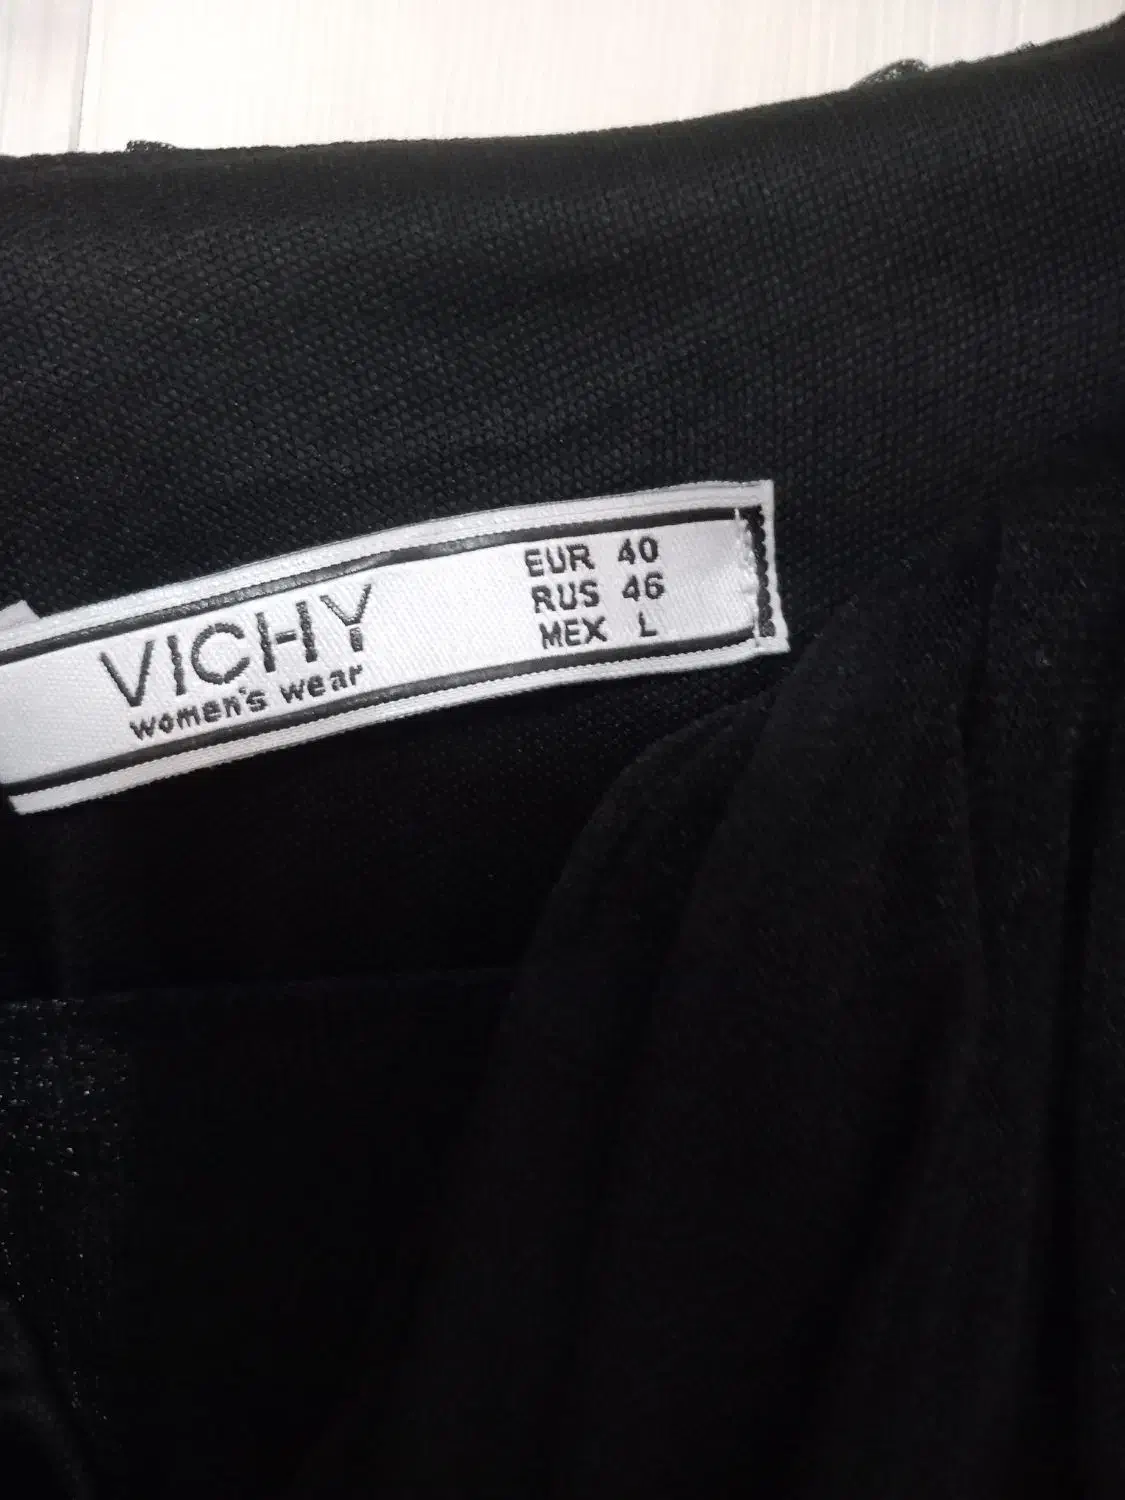 VICHY
women's wear
EUR 40
RUS 46
MEX L